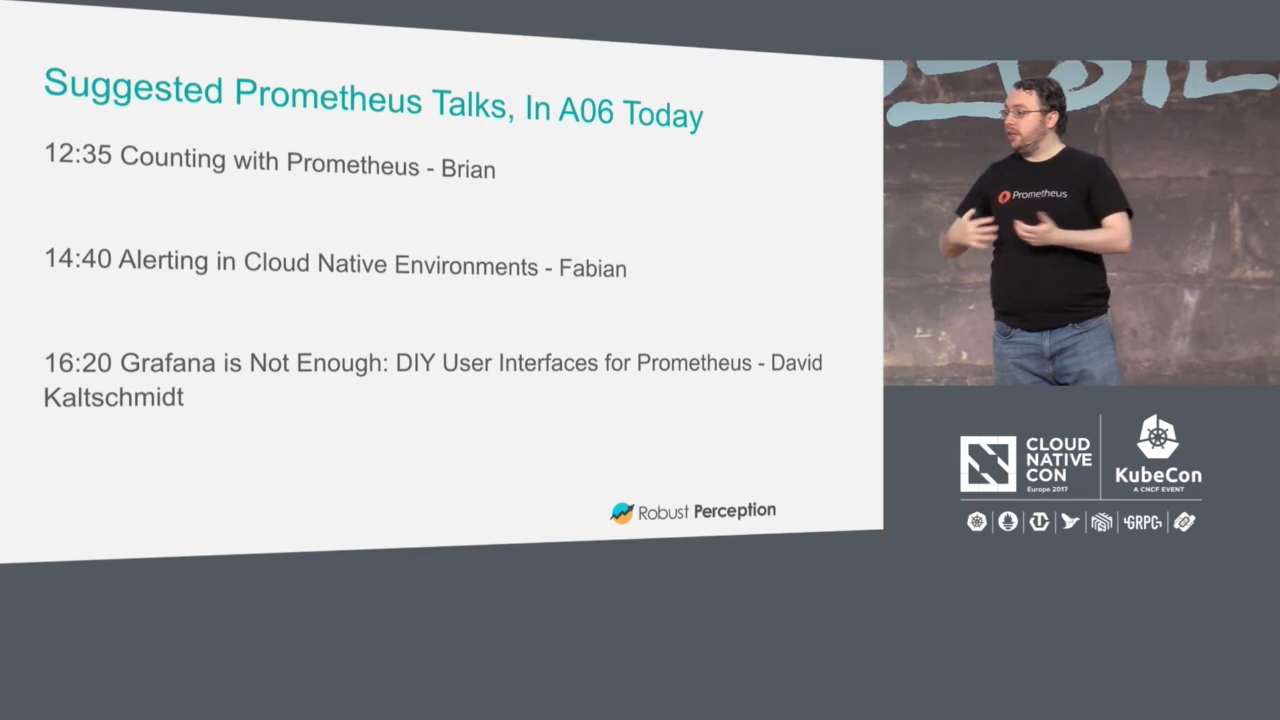 Suggested Prometheus Talks, In A06 Today
12:35 Counting with Prometheus - Brian
14:40 Alerting in Cloud Native Environments - Fabian
16:20 Grafana is Not Enough: DIY User Interfaces for Prometheus - David
Kaltschmidt
Robust Perception
Prometheus
CLOUD
NATIVE
CON
Europe 2017
KubeCon
A CNCF EVENT
GRPC